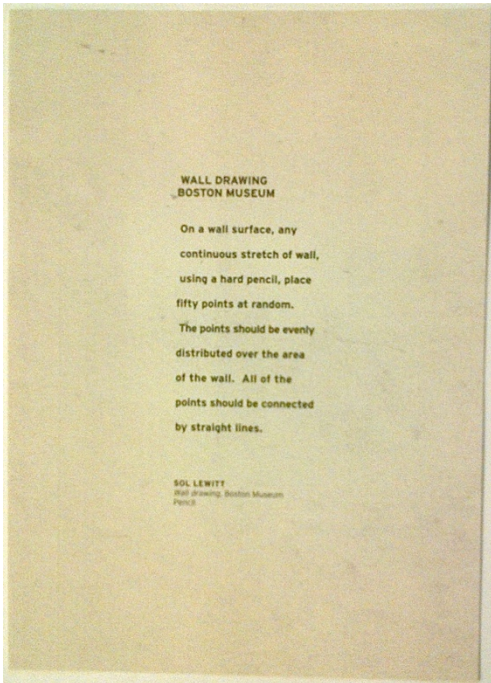 WALL DRAWING
BOSTON MUSEUM
On a wall surface, any
continuous stretch of wall,
using a hard pencil, place
fifty points at random.
The points should be evenly
distributed over the area
of the wall. All of the
points should be connected
by straight lines.
SOL LEWITT
Wall drawing, Boston Museum
Pencil